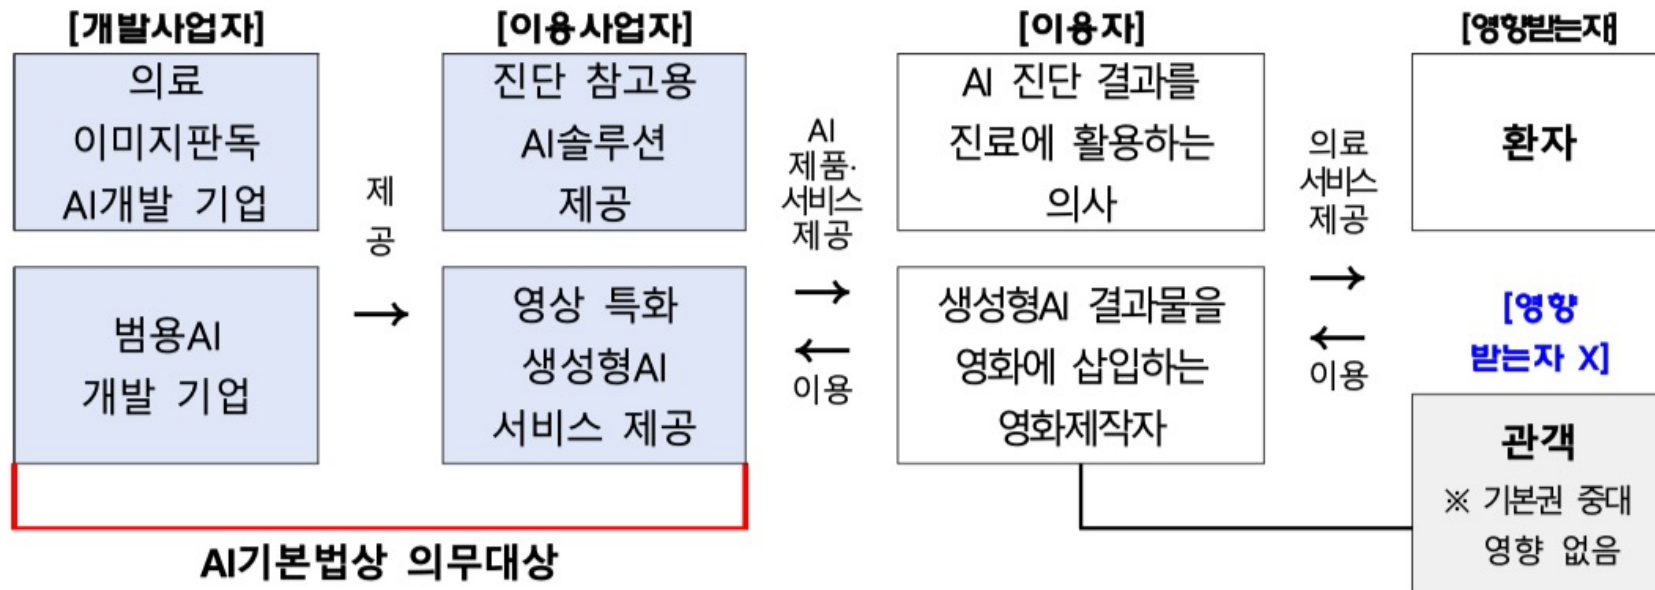 [개발사업자]
의료
이미지판독
AI개발 기업
범용AI
개발 기업
제
공
→
[이용사업자]
진단 참고용
AI솔루션
제공
영상 특화
생성형AI
서비스 제공
AI기본법상 의무대상
AI
제품·
서비스
제공
→
←
이용
[이용자]
AI 진단 결과를
진료에 활용하는
의사
생성형AI 결과물을
영화에 삽입하는
영화제작자
의료
서비스
제공
→
←
이용
[영향받는자]
환자
[영향
받는자 X]
관객
※ 기본권 중대
영향 없음